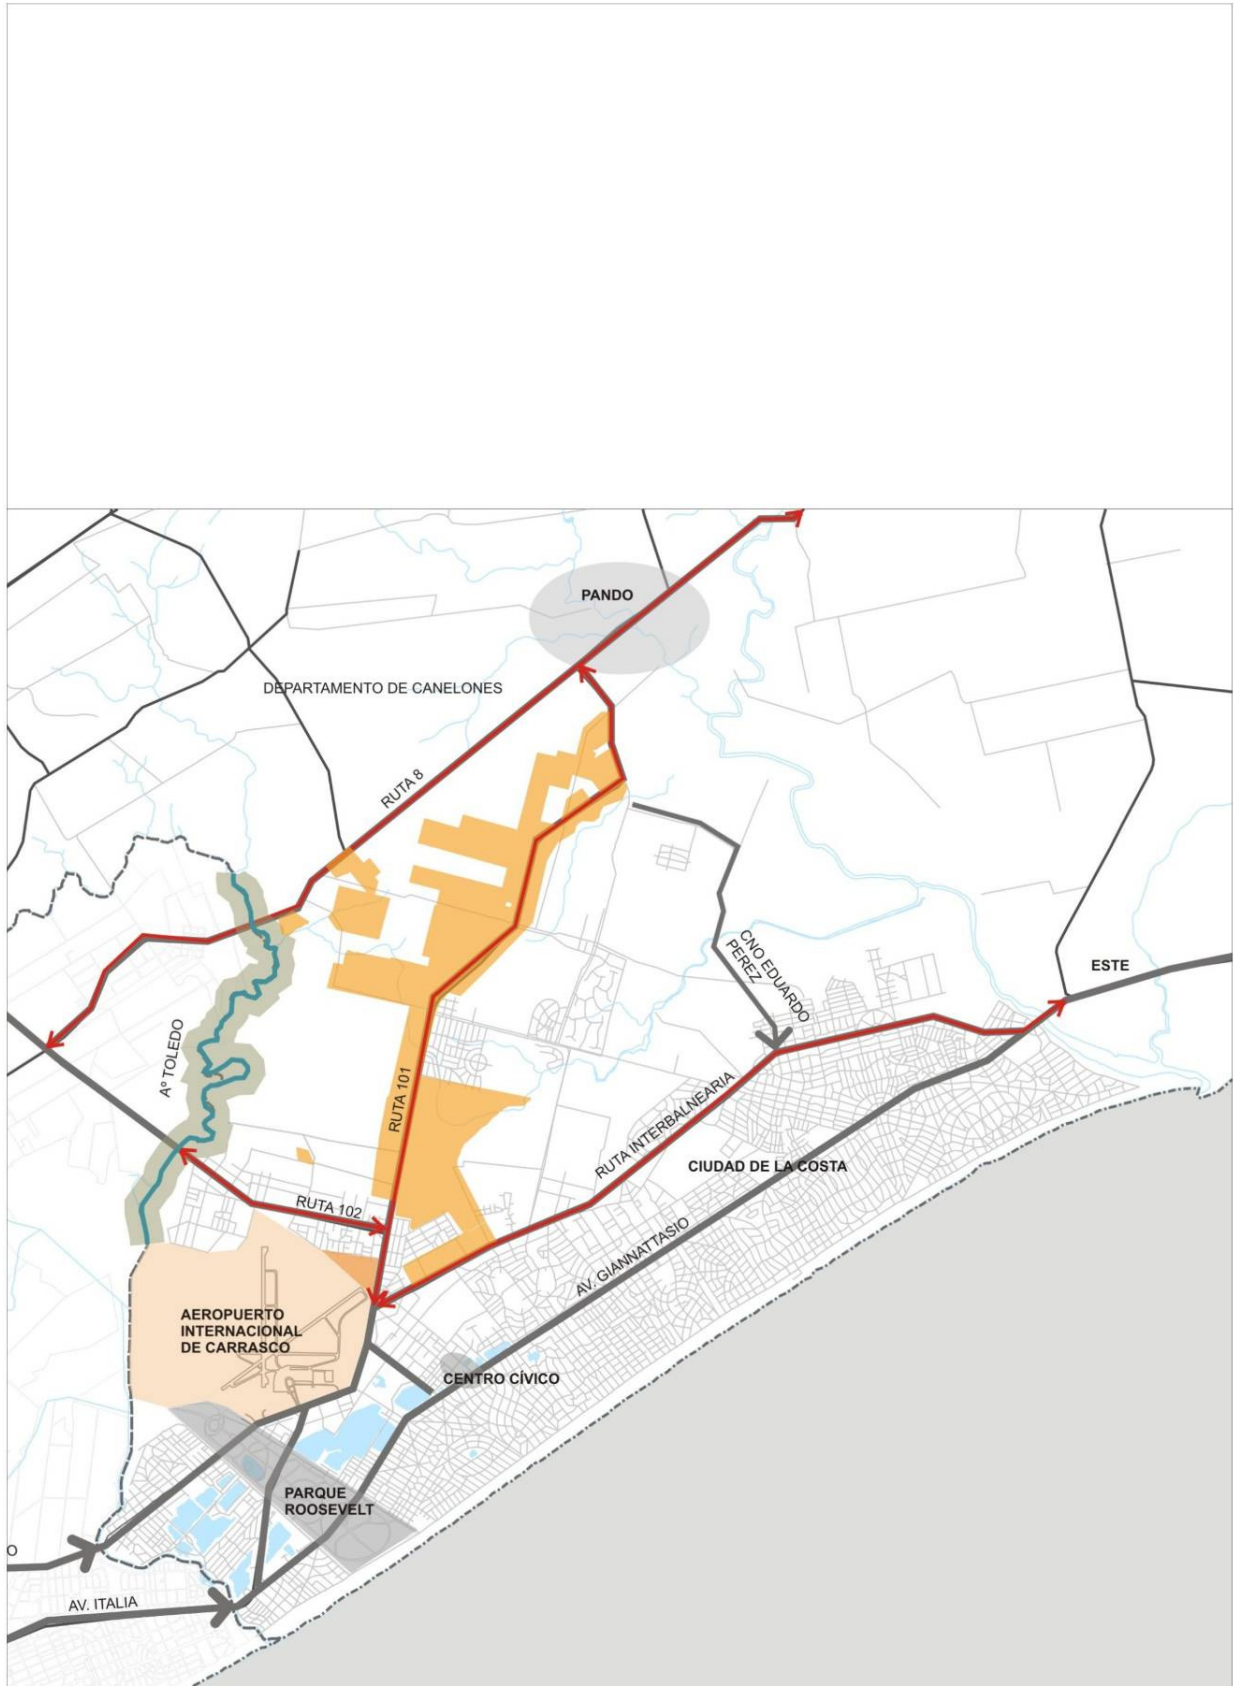 PANDO
DEPARTAMENTO DE CANELONES
RUTA 8
CNO EDUARDO
PEREZ
ESTE
Aº TOLEDO
RUTA 101
RUTA INTERBALNEARIA
CIUDAD DE LA COSTA
RUTA 102
AV. GIANNATTASIO
AEROPUERTO
INTERNACIONAL
DE CARRASCO
CENTRO CÍVICO
PARQUE
ROOSEVELT
O
AV. ITALIA